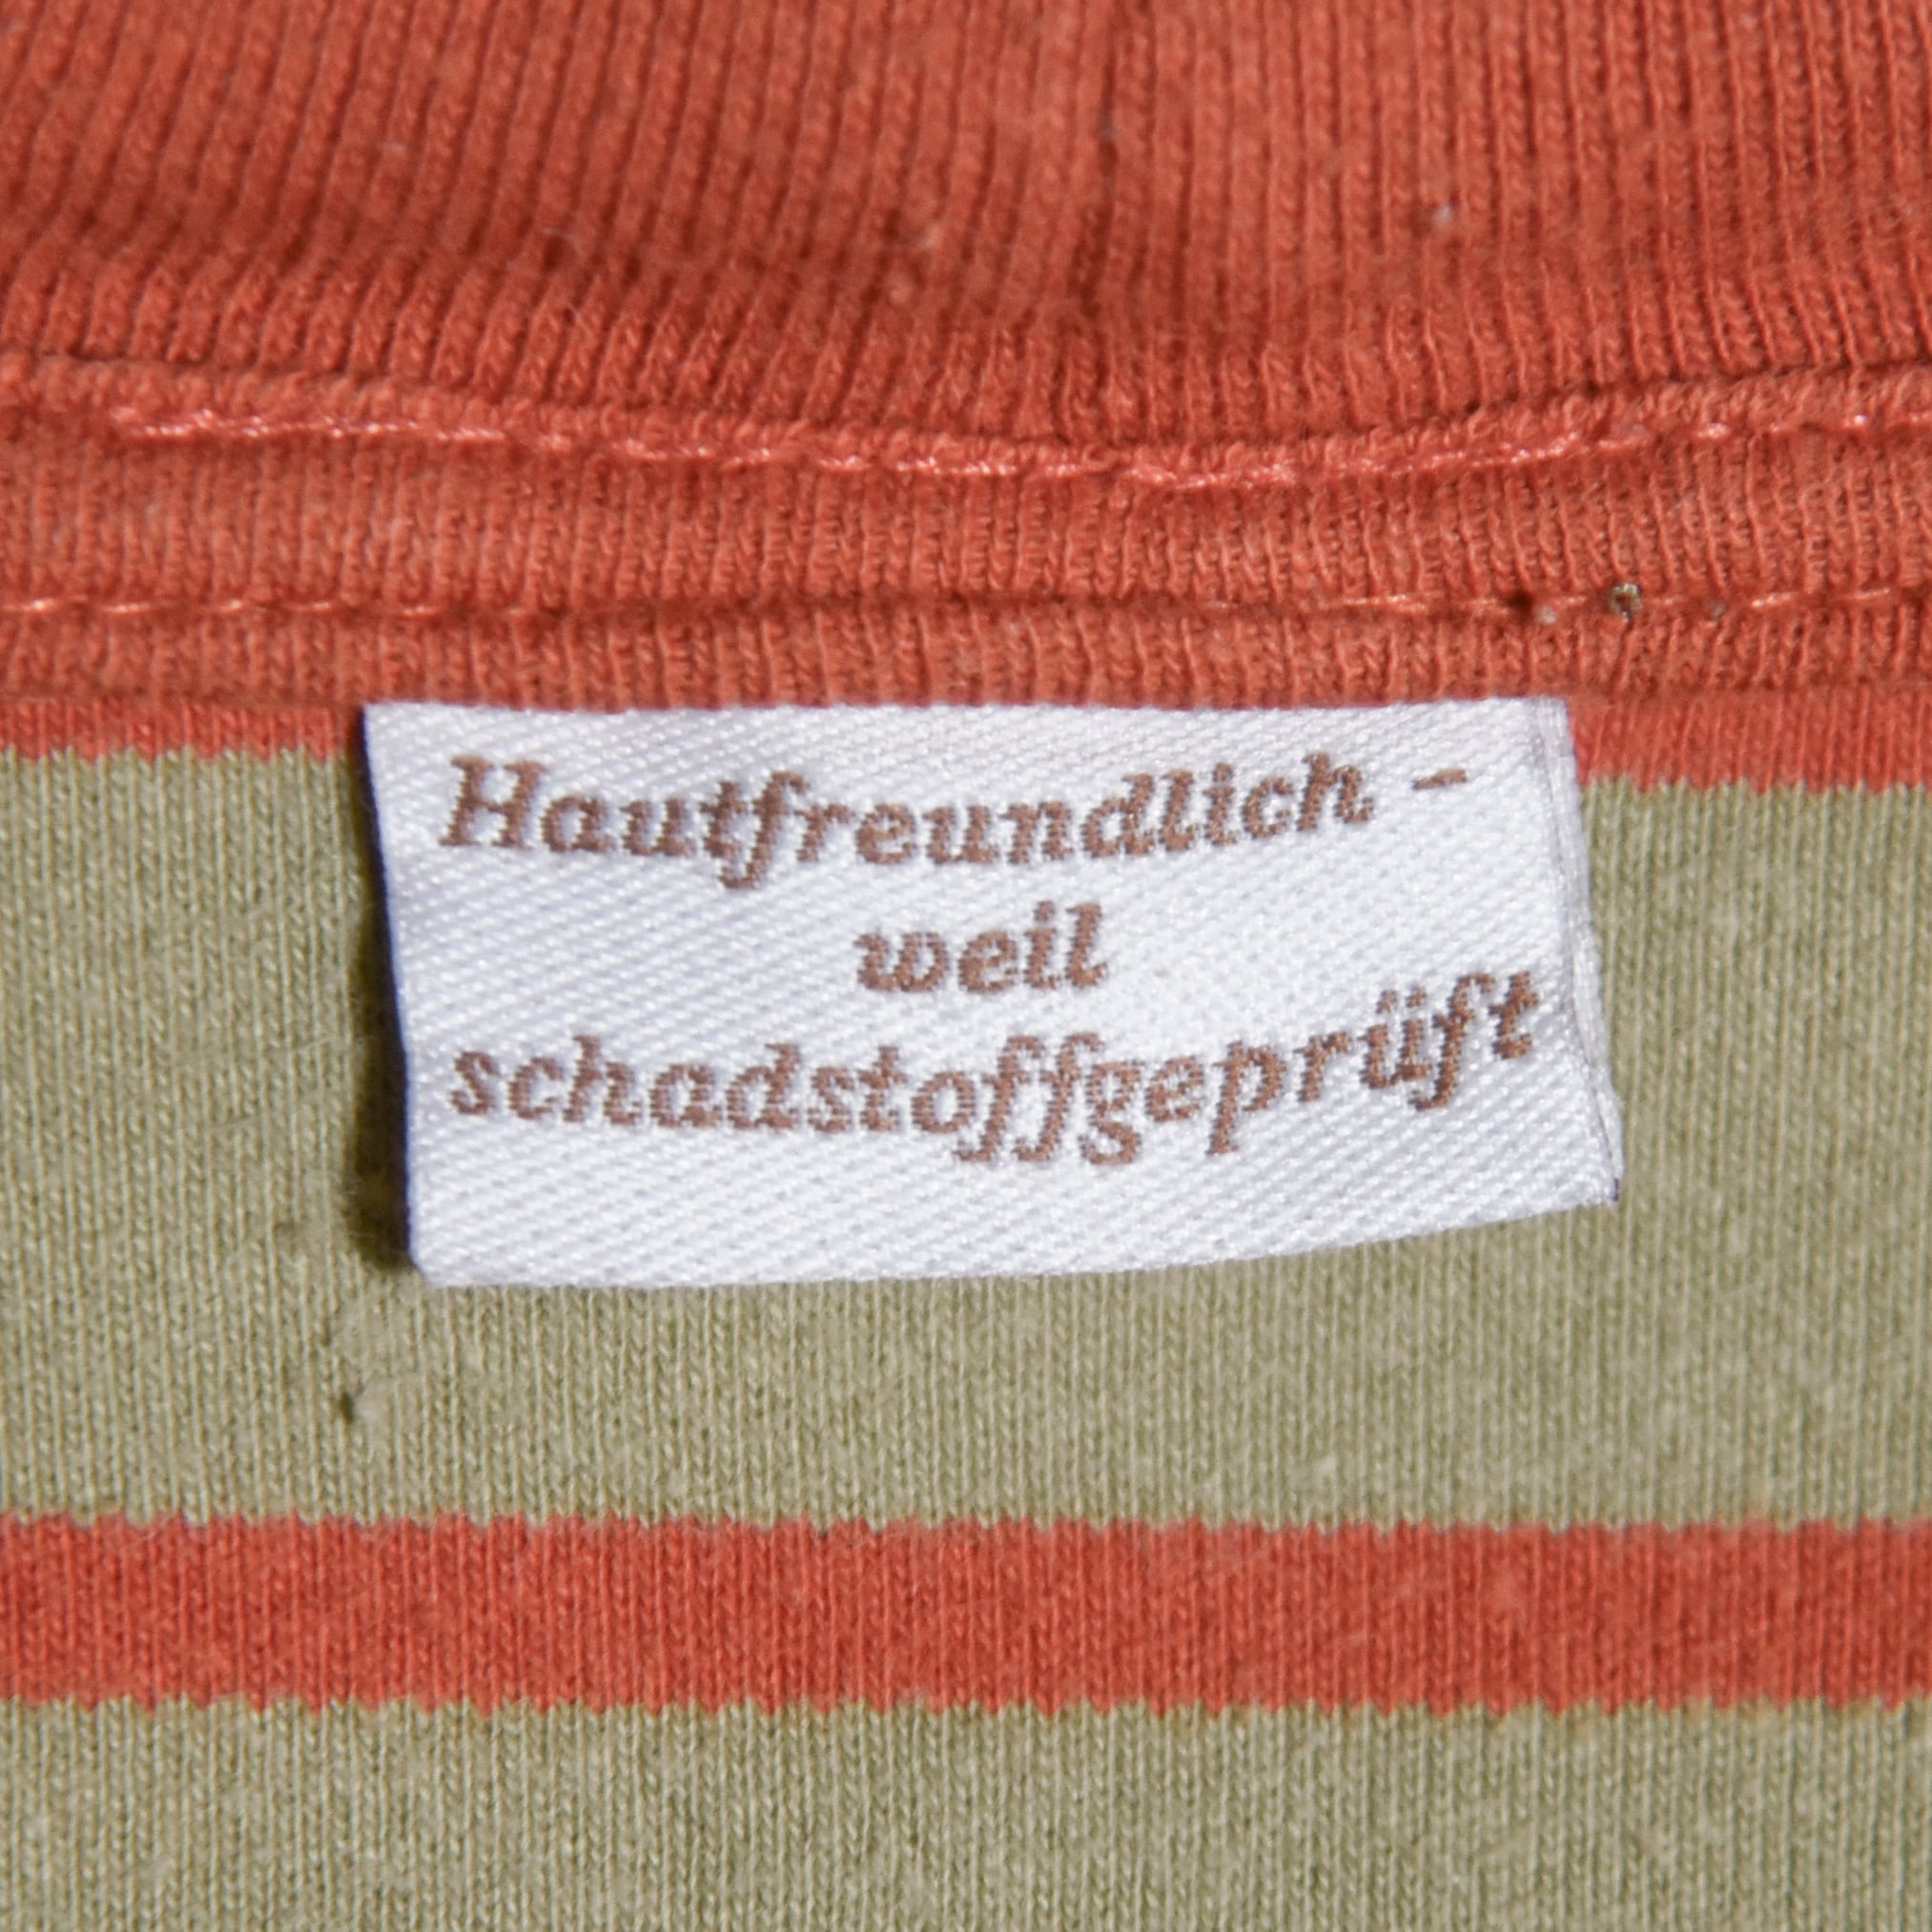 Hautfreundlich -
weil
schadstoffgeprüft